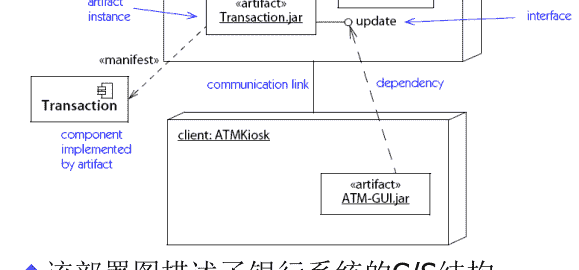 artifact
instance
«artifact»
Transaction.jar
update
interface
«manifest»
Transaction
communication link
dependency
component
implemented
by artifact
client: ATMKiosk
«artifact»
ATM-GUI.jar
该部署图描述了银行系统的C/S结构